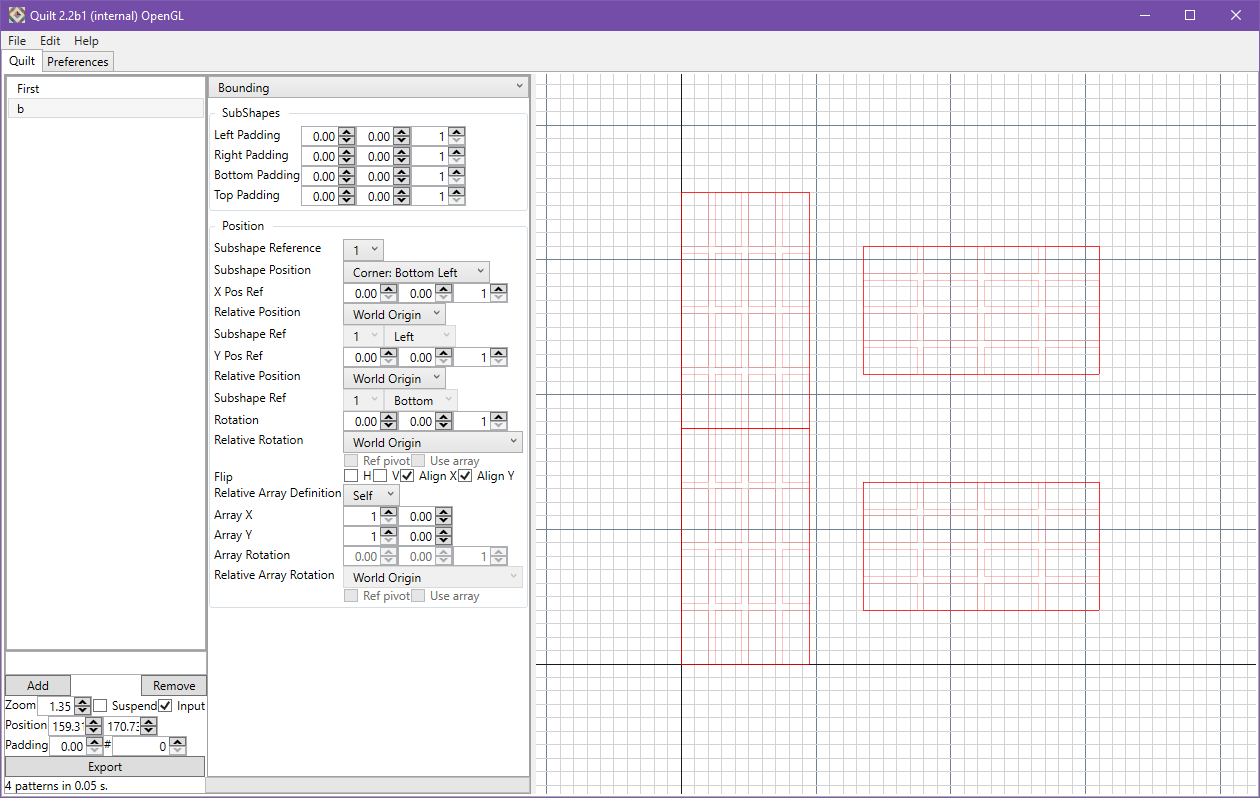 Quilt 2.2b1 (internal) OpenGL
File Edit Help
Quilt Preferences
First
b
Bounding
SubShapes
Left Padding 0.00 0.00 1
Right Padding 0.00 0.00 1
Bottom Padding 0.00 0.00 1
Top Padding 0.00 0.00 1
Position
Subshape Reference 1
Subshape Position Corner: Bottom Left
X Pos Ref 0.00 0.00 1
Relative Position World Origin
Subshape Ref 1 Left
Y Pos Ref 0.00 0.00 1
Relative Position World Origin
Subshape Ref 1 Bottom
Rotation 0.00 0.00 1
Relative Rotation World Origin
Ref pivot Use array
Flip H V Align X Align Y
Relative Array Definition Self
Array X 1 0.00
Array Y 1 0.00
Array Rotation 0.00 0.00 1
Relative Array Rotation World Origin
Ref pivot Use array
Add Remove
Zoom 1.35 Suspend Input
Position
Padding 0.00 # 0
Export
4 patterns in 0.05 s.